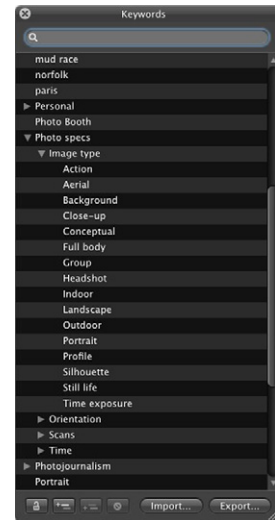 Keywords
mud race
norfolk
paris
Personal
Photo Booth
Photo specs
Image type
Action
Aerial
Background
Close-up
Conceptual
Full body
Group
Headshot
Indoor
Landscape
Outdoor
Portrait
Profile
Silhouette
Still life
Time exposure
Orientation
Scans
Time
Photojournalism
Portrait
Import... Export...